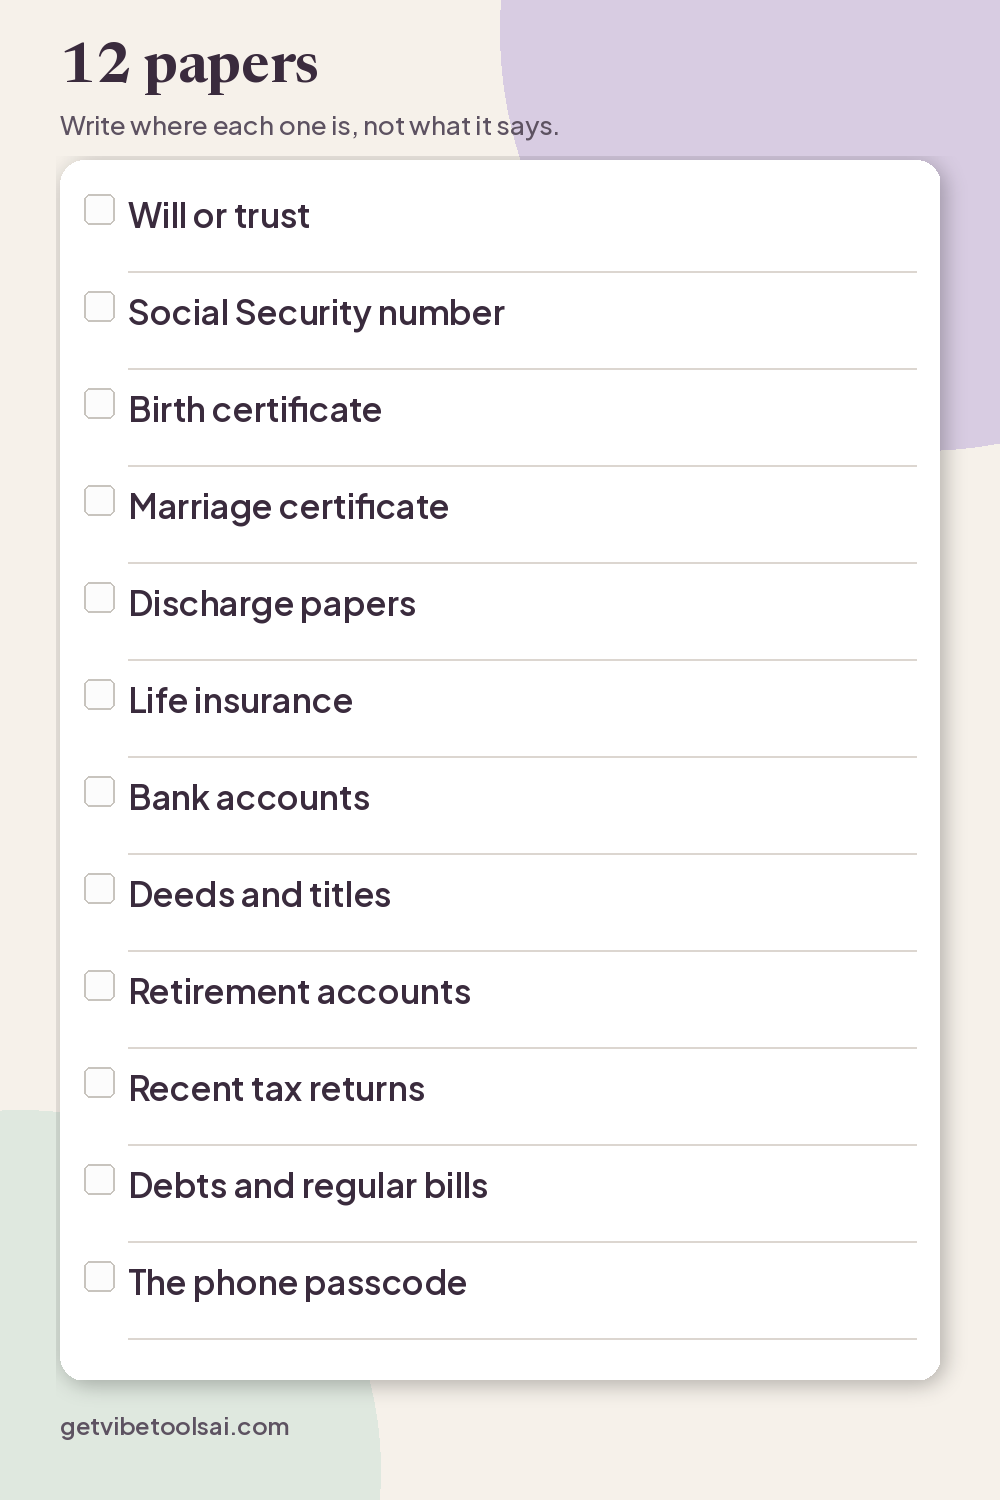 12 papers
Write where each one is, not what it says.
Will or trust
Social Security number
Birth certificate
Marriage certificate
Discharge papers
Life insurance
Bank accounts
Deeds and titles
Retirement accounts
Recent tax returns
Debts and regular bills
The phone passcode
getvibetoolsai.com